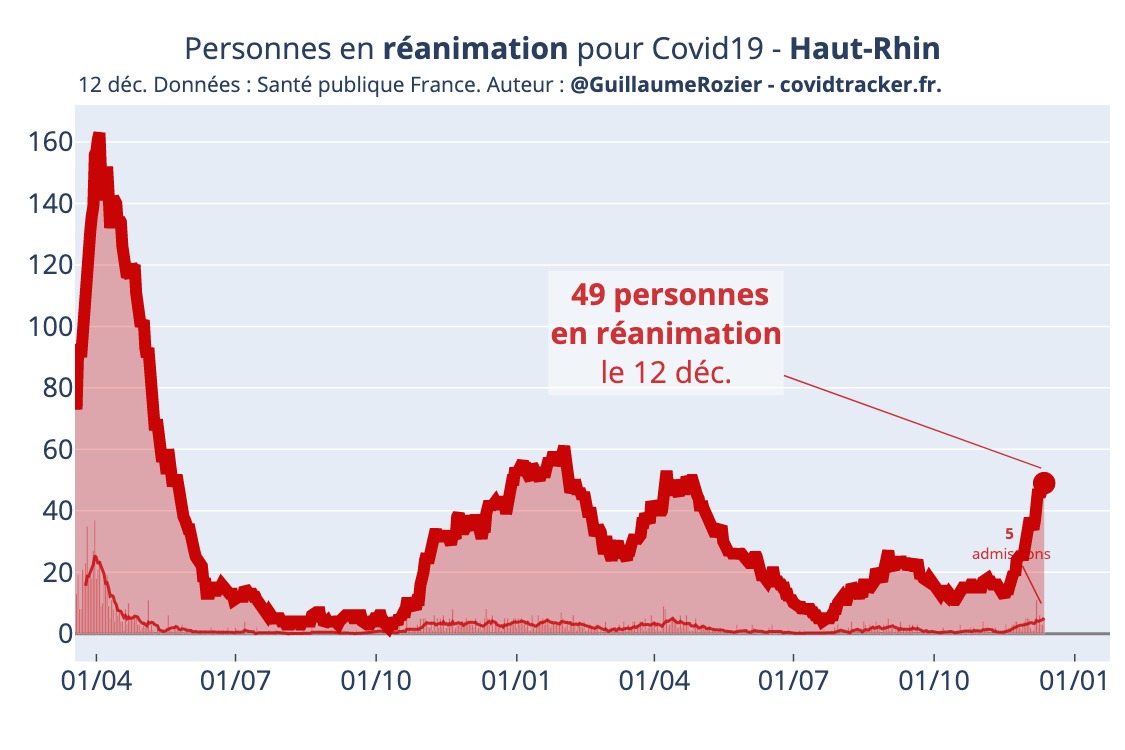 Personnes en réanimation pour Covid19 - Haut-Rhin
12 déc. Données : Santé publique France. Auteur : @GuillaumeRozier - covidtracker.fr.
160
140
120
100
80
60
40
20
0
49 personnes
en réanimation
le 12 déc.
5
admissions
01/04 01/07 01/10 01/01 01/04 01/07 01/10 01/01